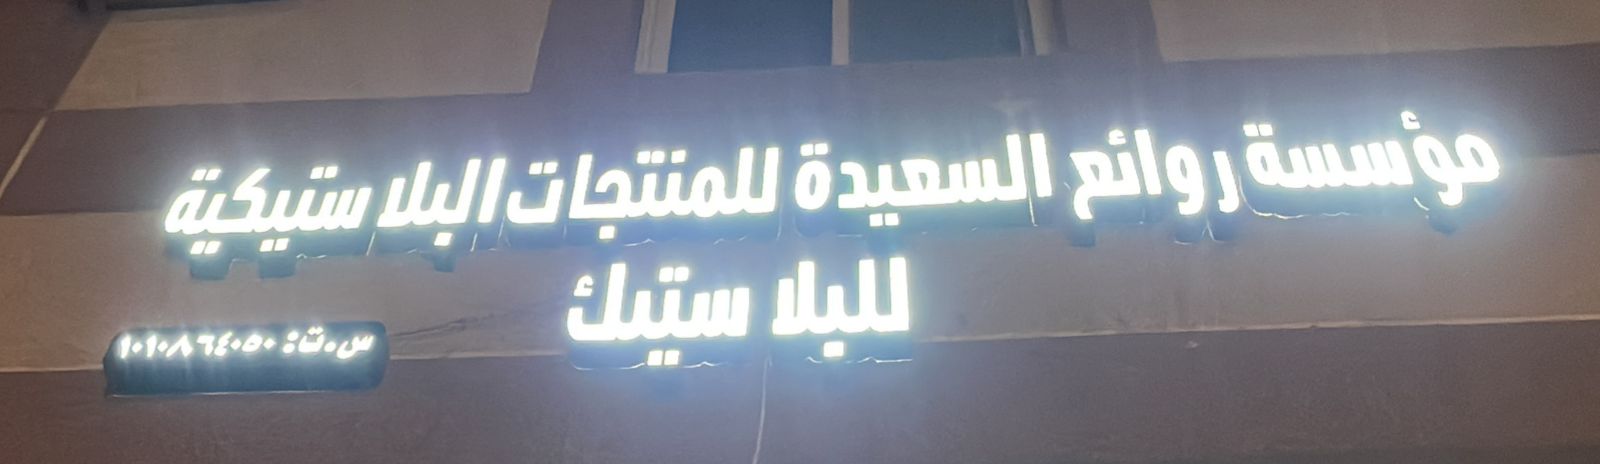 مؤسسة روائع السعيدة للمنتجات البلاستيكية
للبلاستيك
س.ت: ١٠١٠٨٦٤٠٥٠